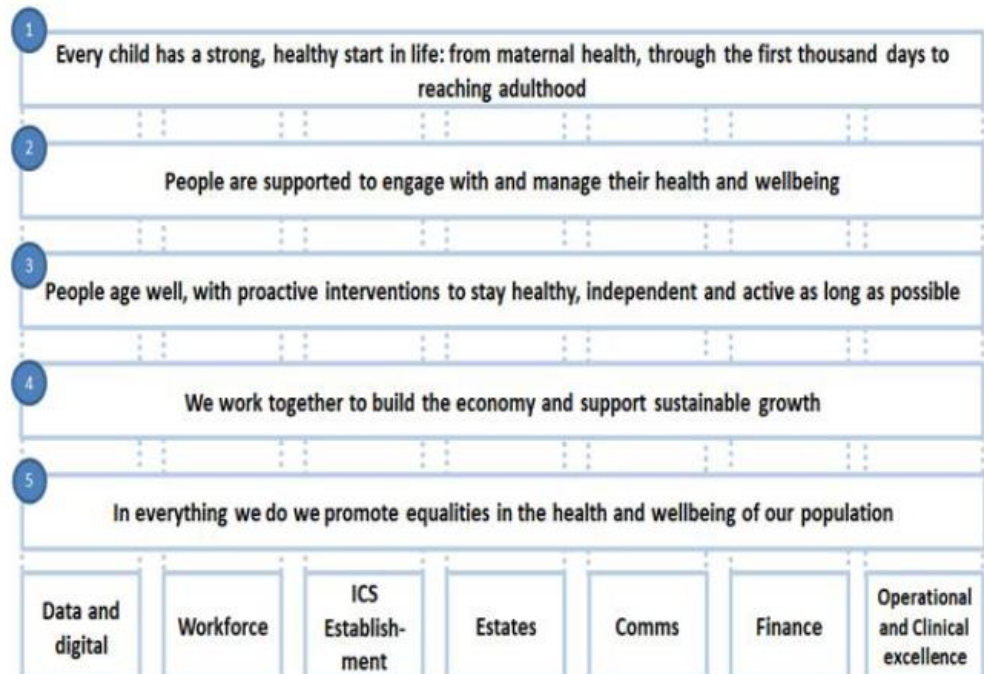 1
Every child has a strong, healthy start in life: from maternal health, through the first thousand days to
reaching adulthood
2
People are supported to engage with and manage their health and wellbeing
3
People age well, with proactive interventions to stay healthy, independent and active as long as possible
4
We work together to build the economy and support sustainable growth
5
In everything we do we promote equalities in the health and wellbeing of our population
Data and
digital
Workforce
ICS
Establish-
ment
Estates
Comms
Finance
Operational
and Clinical
excellence